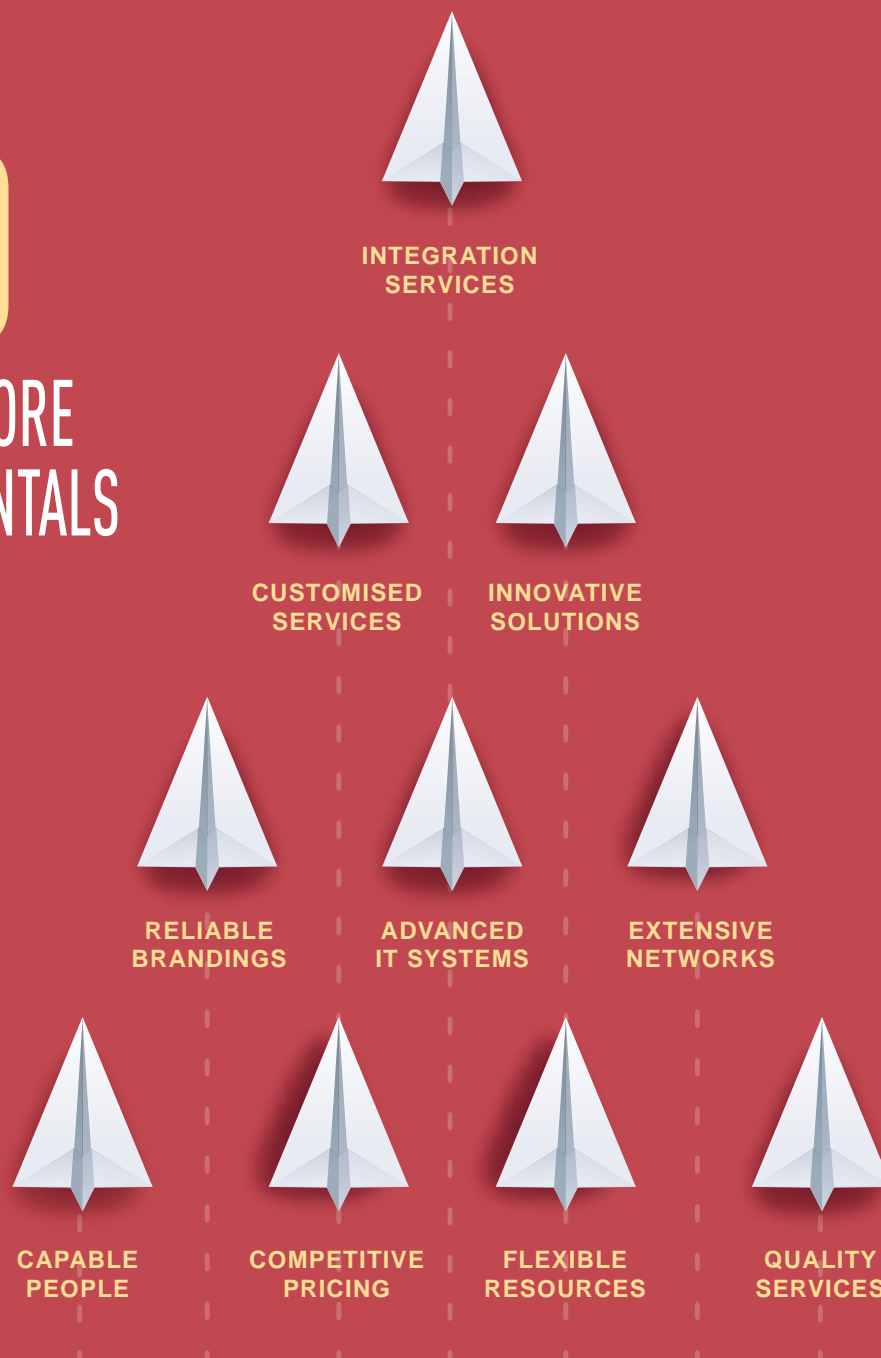 INTEGRATION
SERVICES
ORE
NTALS
CUSTOMISED
SERVICES
INNOVATIVE
SOLUTIONS
RELIABLE
BRANDINGS
ADVANCED
IT SYSTEMS
EXTENSIVE
NETWORKS
CAPABLE
PEOPLE
COMPETITIVE
PRICING
FLEXIBLE
RESOURCES
QUALITY
SERVICES